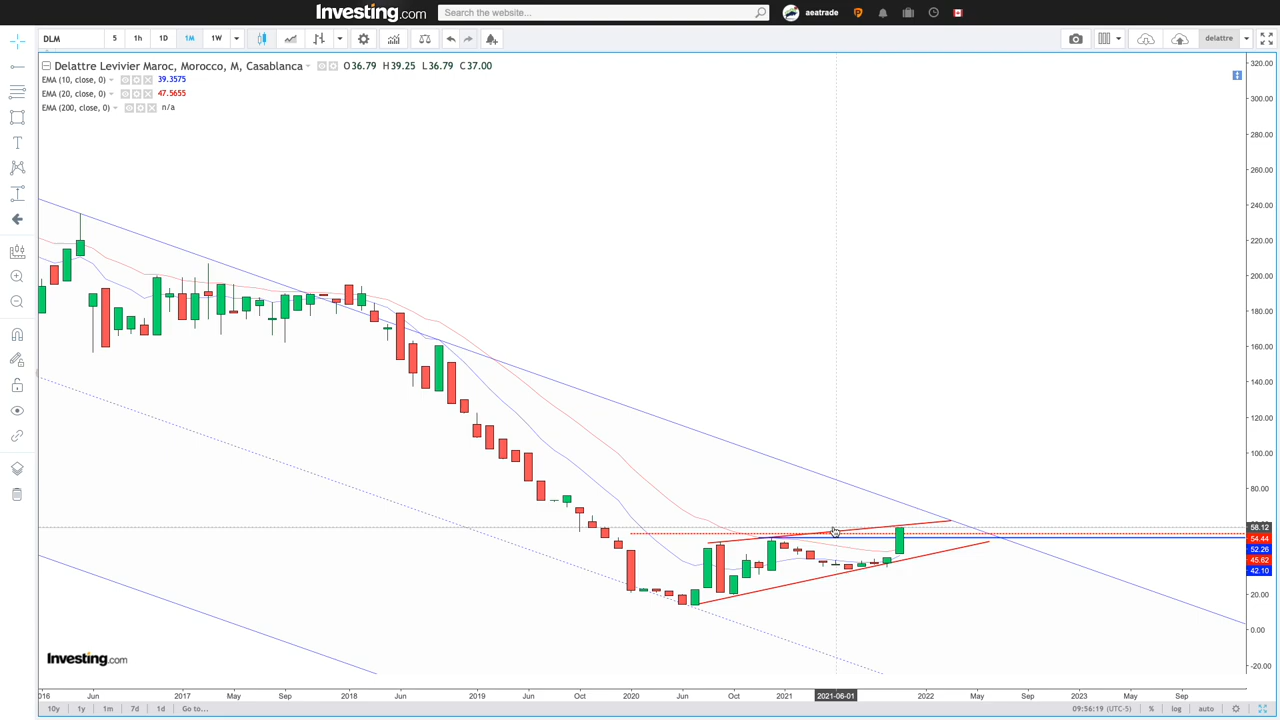 Investing.com
Search the website...
aeatrade
DLM
5
1h
1D
1M
1W
delattre
Delattre Levivier Maroc, Morocco, M, Casablanca
O36.79 H39.25 L36.79 C37.00
EMA (10, close, 0) 39.3575
EMA (20, close, 0) 47.5655
EMA (200, close, 0) n/a
320.00
300.00
280.00
260.00
240.00
220.00
200.00
180.00
160.00
140.00
120.00
100.00
80.00
58.12
54.44
52.26
45.62
42.10
20.00
0.00
-20.00
Investing.com
016
Jun
2017
May
Sep
2018
Jun
2019
Jun
Oct
2020
Jun
Oct
2021
2021-06-01
2022
May
Sep
2023
May
Sep
10y
1y
1m
7d
1d
Go to...
09:56:19 (UTC-5)
%
log
auto